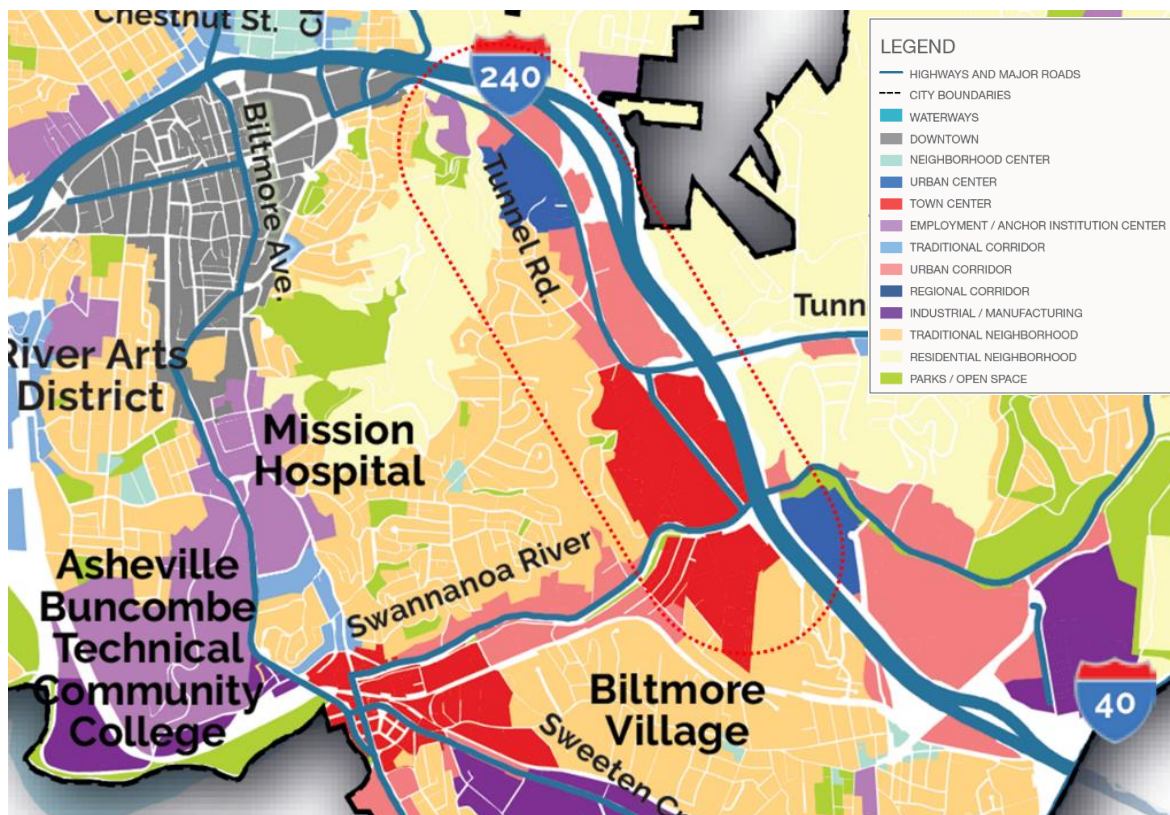 Chestnut St.
240
LEGEND
HIGHWAYS AND MAJOR ROADS
CITY BOUNDARIES
WATERWAYS
DOWNTOWN
NEIGHBORHOOD CENTER
URBAN CENTER
TOWN CENTER
EMPLOYMENT / ANCHOR INSTITUTION CENTER
TRADITIONAL CORRIDOR
URBAN CORRIDOR
REGIONAL CORRIDOR
INDUSTRIAL / MANUFACTURING
TRADITIONAL NEIGHBORHOOD
RESIDENTIAL NEIGHBORHOOD
PARKS / OPEN SPACE
Biltmore Ave.
Tunnel Rd.
Tunn
River Arts
District
Mission
Hospital
Asheville
Buncombe
Technical
Community
College
Swannanoa River
Biltmore
Village
Sweeten
40